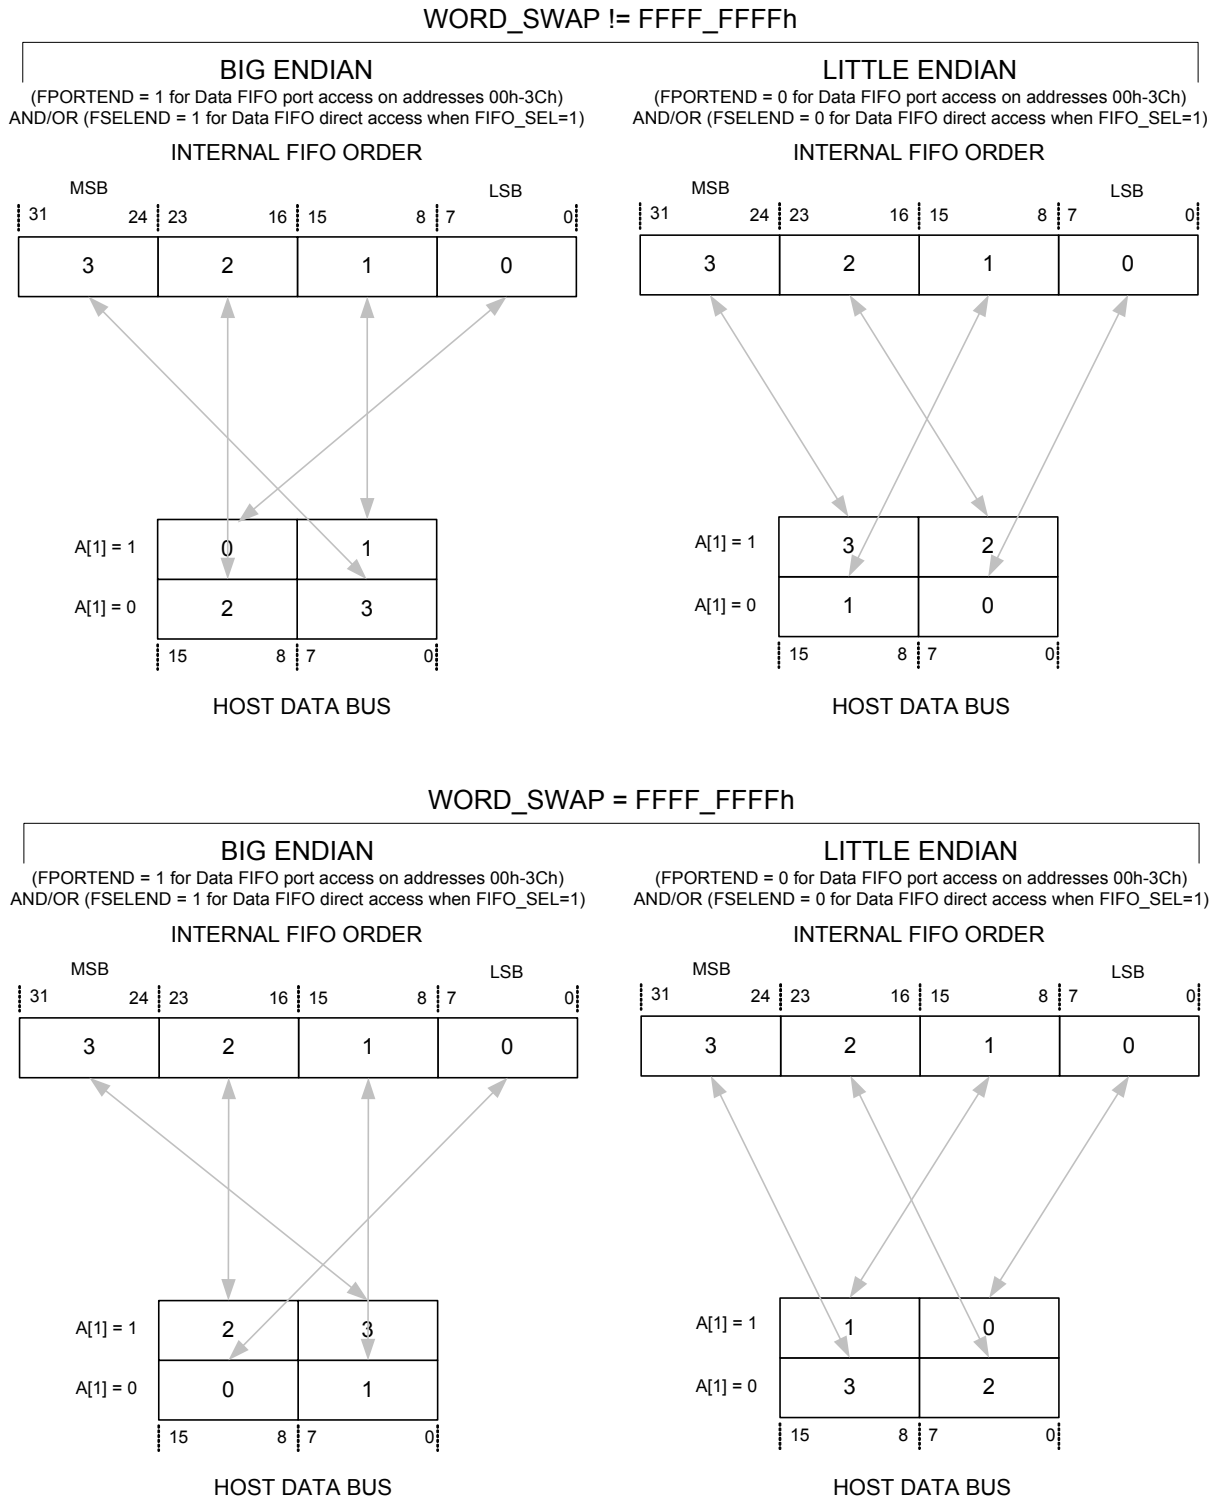 WORD_SWAP != FFFF_FFFFh
BIG ENDIAN
(FPORTEND = 1 for Data FIFO port access on addresses 00h-3Ch)
AND/OR (FSELEND = 1 for Data FIFO direct access when FIFO_SEL=1)
INTERNAL FIFO ORDER
MSB LSB
31 24 23 16 15 8 7 0
3 2 1 0
A[1] = 1 0 1
A[1] = 0 2 3
15 8 7 0
HOST DATA BUS
LITTLE ENDIAN
(FPORTEND = 0 for Data FIFO port access on addresses 00h-3Ch)
AND/OR (FSELEND = 0 for Data FIFO direct access when FIFO_SEL=1)
INTERNAL FIFO ORDER
MSB LSB
31 24 23 16 15 8 7 0
3 2 1 0
A[1] = 1 3 2
A[1] = 0 1 0
15 8 7 0
HOST DATA BUS
WORD_SWAP = FFFF_FFFFh
BIG ENDIAN
(FPORTEND = 1 for Data FIFO port access on addresses 00h-3Ch)
AND/OR (FSELEND = 1 for Data FIFO direct access when FIFO_SEL=1)
INTERNAL FIFO ORDER
MSB LSB
31 24 23 16 15 8 7 0
3 2 1 0
A[1] = 1 2 3
A[1] = 0 0 1
15 8 7 0
HOST DATA BUS
LITTLE ENDIAN
(FPORTEND = 0 for Data FIFO port access on addresses 00h-3Ch)
AND/OR (FSELEND = 0 for Data FIFO direct access when FIFO_SEL=1)
INTERNAL FIFO ORDER
MSB LSB
31 24 23 16 15 8 7 0
3 2 1 0
A[1] = 1 1 0
A[1] = 0 3 2
15 8 7 0
HOST DATA BUS